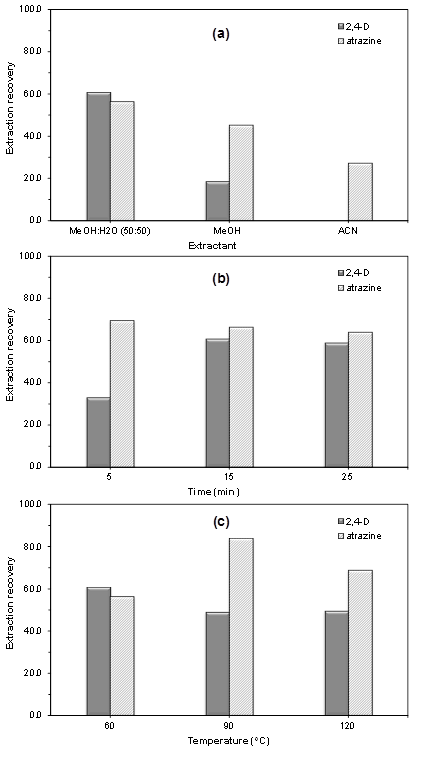 100.0
(a)
2,4-D
atrazine
80.0
60.0
40.0
20.0
0.0
Extraction recovery
MeOH:H2O (50:50) MeOH ACN
Extractant
100.0
(b)
2,4-D
atrazine
80.0
60.0
40.0
20.0
0.0
Extraction recovery
5 15 25
Time (min)
100.0
(c)
2,4-D
atrazine
80.0
60.0
40.0
20.0
0.0
Extraction recovery
60 90 120
Temperature (°C)